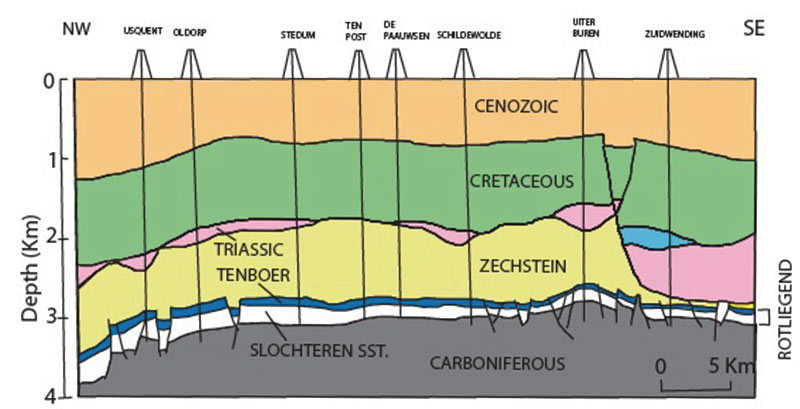 NW
USQUENT
OLDORP
STEDUM
TEN
POST
DE
PAAUWSEN
SCHILDEWOLDE
UITER
BUREN
ZUIDWENDING
SE
0
1
2
3
4
Depth (Km)
CENOZOIC
CRETACEOUS
TRIASSIC
TENBOER
ZECHSTEIN
SLOCHTEREN SST.
CARBONIFEROUS
ROTLIEGEND
0 5 Km